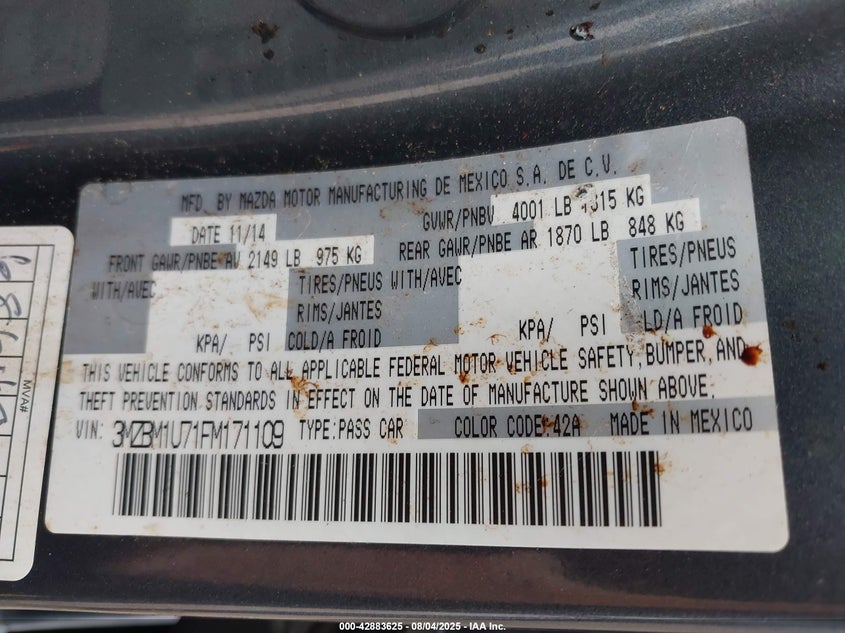 MFD. BY MAZDA MOTOR MANUFACTURING DE MEXICO S.A. DE C.V.
DATE 11/14 GVWR/PNBV 4001 LB 1815 KG
FRONT GAWR/PNBE AV 2149 LB 975 KG REAR GAWR/PNBE AR 1870 LB 848 KG
WITH/AVEC TIRES/PNEUS WITH/AVEC TIRES/PNEUS
RIMS/JANTES RIMS/JANTES
KPA/ PSI COLD/A FROID KPA/ PSI LD/A FROID
THIS VEHICLE CONFORMS TO ALL APPLICABLE FEDERAL MOTOR VEHICLE SAFETY, BUMPER, AND
THEFT PREVENTION STANDARDS IN EFFECT ON THE DATE OF MANUFACTURE SHOWN ABOVE.
VIN: 3MZBM1U71FM171109 TYPE:PASS CAR COLOR CODE:42A MADE IN MEXICO
MVA#
000-42883625 - 08/04/2025 - IAA Inc.